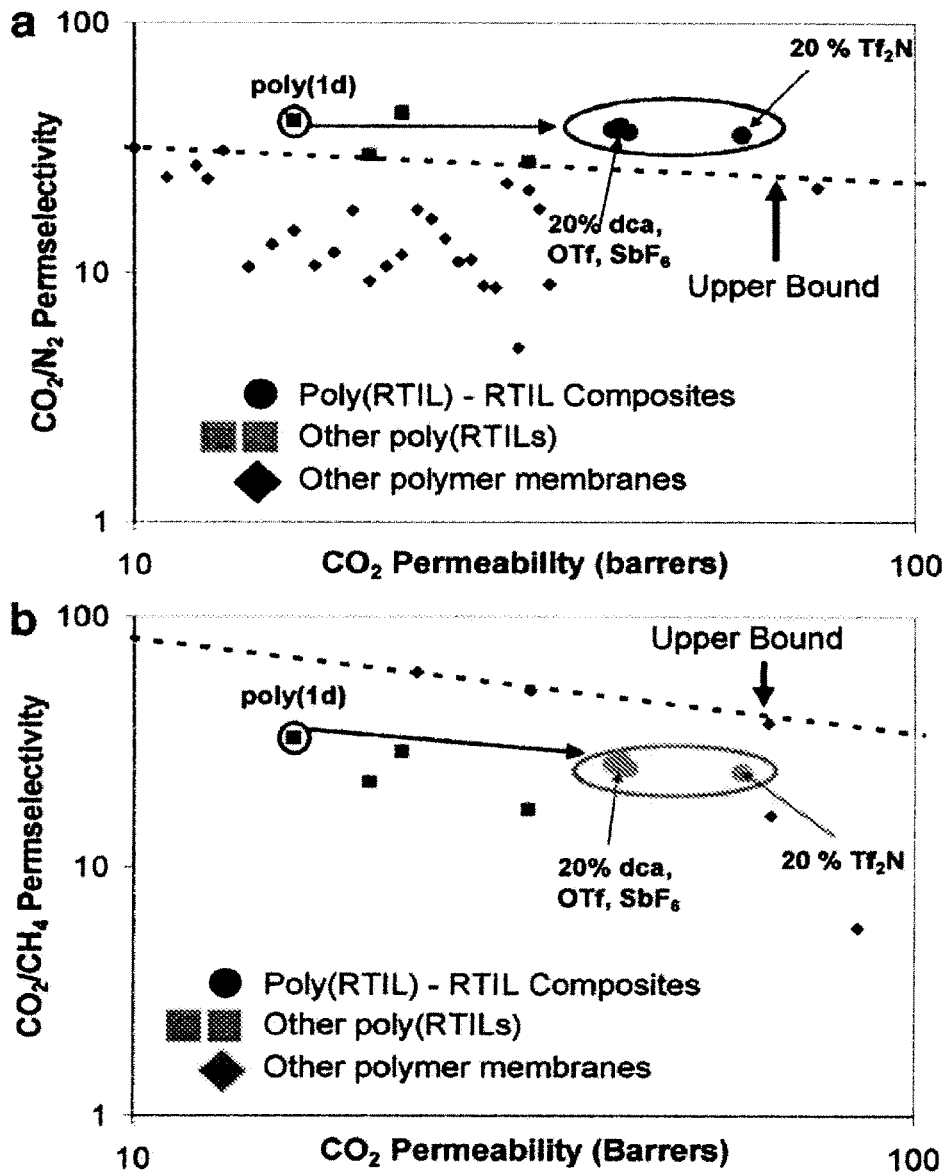 a
100
20 % Tf₂N
poly(1d)
CO₂/N₂ Permselectivity
10
20% dca,
OTf, SbF₆
Upper Bound
Poly(RTIL) - RTIL Composites
Other poly(RTILs)
Other polymer membranes
1
10
CO₂ Permeability (barrers)
100
b
100
Upper Bound
poly(1d)
CO₂/CH₄ Permselectivity
10
20% dca,
OTf, SbF₆
20 % Tf₂N
Poly(RTIL) - RTIL Composites
Other poly(RTILs)
Other polymer membranes
1
10
CO₂ Permeability (Barrers)
100